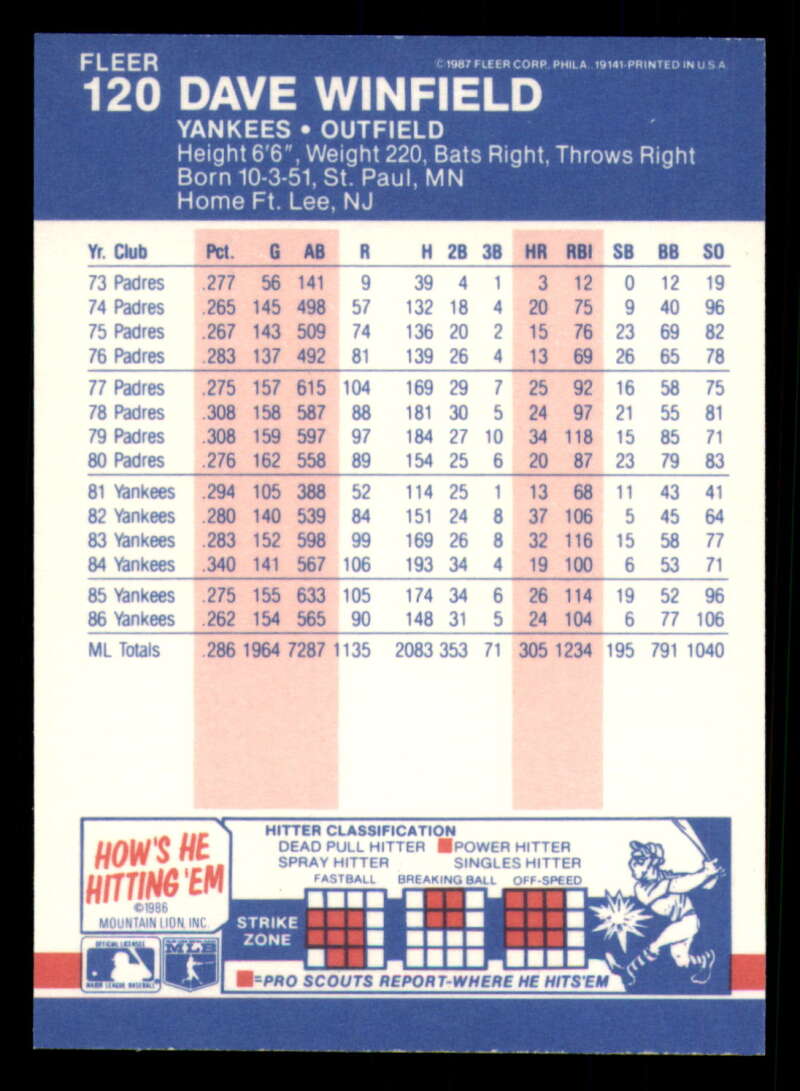 FLEER
©1987 FLEER CORP. PHILA. 19141-PRINTED IN U.S.A.
120 DAVE WINFIELD
YANKEES • OUTFIELD
Height 6'6", Weight 220, Bats Right, Throws Right
Born 10-3-51, St. Paul, MN
Home Ft. Lee, NJ
Yr. Club Pct. G AB R H 2B 3B HR RBI SB BB SO
73 Padres .277 56 141 9 39 4 1 3 12 0 12 19
74 Padres .265 145 498 57 132 18 4 20 75 9 40 96
75 Padres .267 143 509 74 136 20 2 15 76 23 69 82
76 Padres .283 137 492 81 139 26 4 13 69 26 65 78
77 Padres .275 157 615 104 169 29 7 25 92 16 58 75
78 Padres .308 158 587 88 181 30 5 24 97 21 55 81
79 Padres .308 159 597 97 184 27 10 34 118 15 85 71
80 Padres .276 162 558 89 154 25 6 20 87 23 79 83
81 Yankees .294 105 388 52 114 25 1 13 68 11 43 41
82 Yankees .280 140 539 84 151 24 8 37 106 5 45 64
83 Yankees .283 152 598 99 169 26 8 32 116 15 58 77
84 Yankees .340 141 567 106 193 34 4 19 100 6 53 71
85 Yankees .275 155 633 105 174 34 6 26 114 19 52 96
86 Yankees .262 154 565 90 148 31 5 24 104 6 77 106
ML Totals .286 1964 7287 1135 2083 353 71 305 1234 195 791 1040
HOW'S HE
HITTING 'EM
©1986
MOUNTAIN LION, INC.
OFFICIAL LICENSEE
MAJOR LEAGUE BASEBALL
MLB
HITTER CLASSIFICATION
DEAD PULL HITTER POWER HITTER
SPRAY HITTER SINGLES HITTER
FASTBALL BREAKING BALL OFF-SPEED
STRIKE
ZONE
=PRO SCOUTS REPORT-WHERE HE HITS'EM